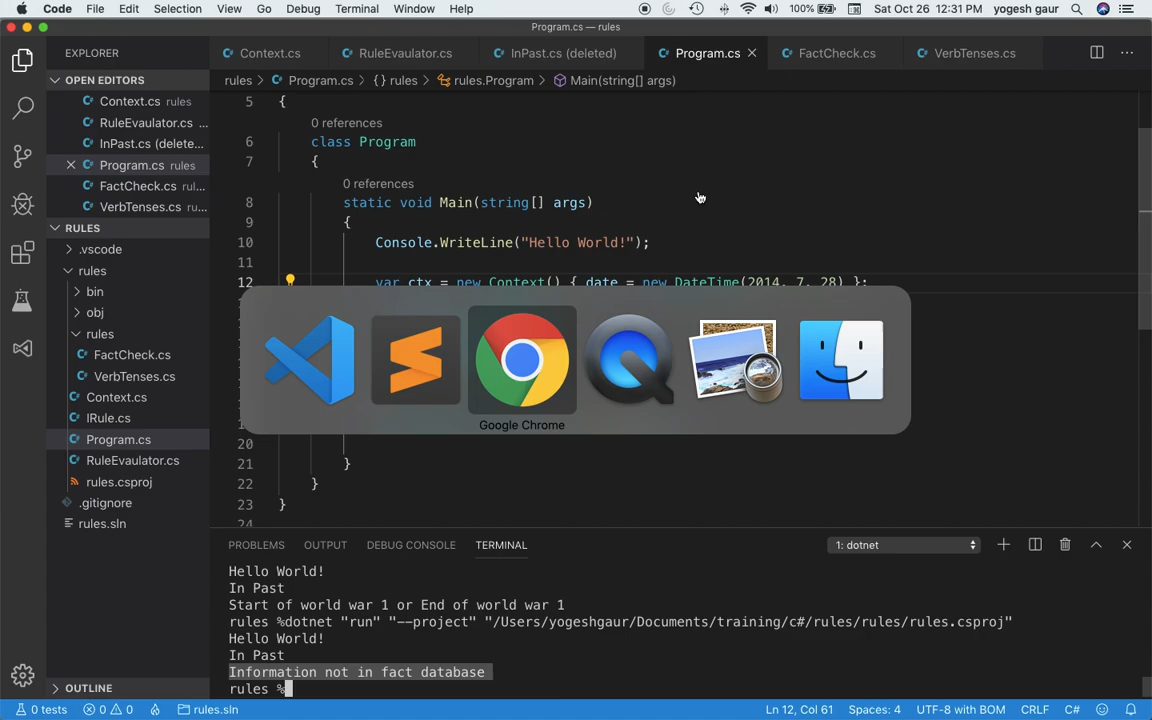 Code File Edit Selection View Go Debug Terminal Window Help 100% Sat Oct 26 12:31 PM yogesh gaur
Program.cs — rules
EXPLORER
Context.cs RuleEvaulator.cs InPast.cs (deleted) Program.cs FactCheck.cs VerbTenses.cs
OPEN EDITORS
Context.cs rules
RuleEvaulator.cs ...
InPast.cs (delete...
Program.cs rules
FactCheck.cs rul...
VerbTenses.cs ru...
RULES
.vscode
rules
bin
obj
rules
FactCheck.cs
VerbTenses.cs
Context.cs
IRule.cs
Program.cs
RuleEvaulator.cs
rules.csproj
.gitignore
rules.sln
OUTLINE
rules > Program.cs > {} rules > rules.Program > Main(string[] args)
5 {
0 references
6 class Program
7 {
0 references
8 static void Main(string[] args)
9 {
10 Console.WriteLine("Hello World!");
11
12 var ctx = new Context() { date = new DateTime(2014, 7, 28) };
Google Chrome
20
21 }
22 }
23 }
24
PROBLEMS OUTPUT DEBUG CONSOLE TERMINAL 1: dotnet
Hello World!
In Past
Start of world war 1 or End of world war 1
rules %dotnet "run" "--project" "/Users/yogeshgaur/Documents/training/c#/rules/rules/rules.csproj"
Hello World!
In Past
Information not in fact database
rules %
0 tests 0 0 rules.sln Ln 12, Col 61 Spaces: 4 UTF-8 with BOM CRLF C#